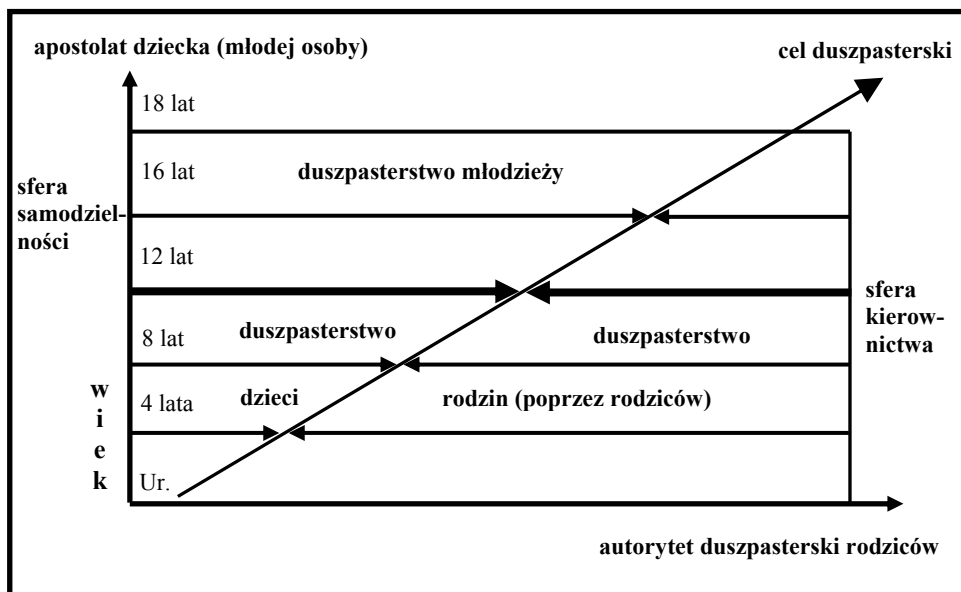 apostolat dziecka (młodej osoby)
cel duszpasterski
18 lat
16 lat
duszpasterstwo młodzieży
sfera
samodziel-
ności
12 lat
sfera
kierow-
nictwa
8 lat
duszpasterstwo
duszpasterstwo
w
i
e
k
4 lata
dzieci
rodzin (poprzez rodziców)
Ur.
autorytet duszpasterski rodziców